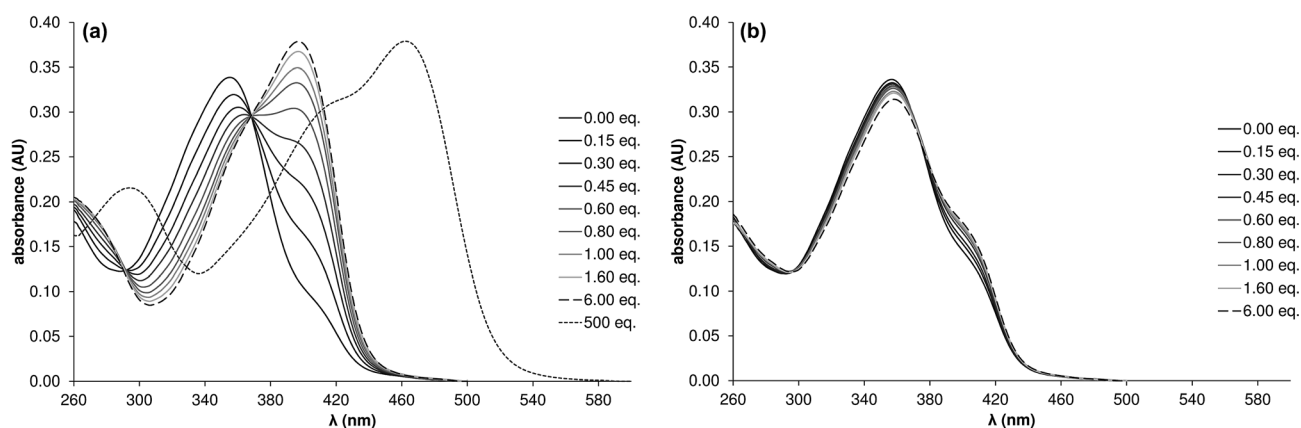 (a)
absorbance (AU)
0.40
0.35
0.30
0.25
0.20
0.15
0.10
0.05
0.00
260 300 340 380 420 460 500 540 580
λ (nm)
0.00 eq.
0.15 eq.
0.30 eq.
0.45 eq.
0.60 eq.
0.80 eq.
1.00 eq.
1.60 eq.
6.00 eq.
500 eq.
(b)
absorbance (AU)
0.40
0.35
0.30
0.25
0.20
0.15
0.10
0.05
0.00
260 300 340 380 420 460 500 540 580
λ (nm)
0.00 eq.
0.15 eq.
0.30 eq.
0.45 eq.
0.60 eq.
0.80 eq.
1.00 eq.
1.60 eq.
6.00 eq.